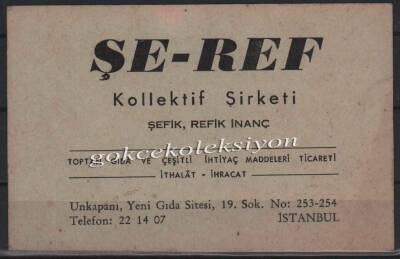 ŞE-REF
Kollektif Şirketi
ŞEFİK, REFİK İNANÇ
gokcekoleksiyon
TOPTAN GIDA VE ÇEŞİTLİ İHTİYAÇ MADDELERİ TİCARETİ
İTHALÂT - İHRACAT
Unkapanı, Yeni Gıda Sitesi, 19. Sok. No: 253-254
Telefon: 22 14 07 İSTANBUL